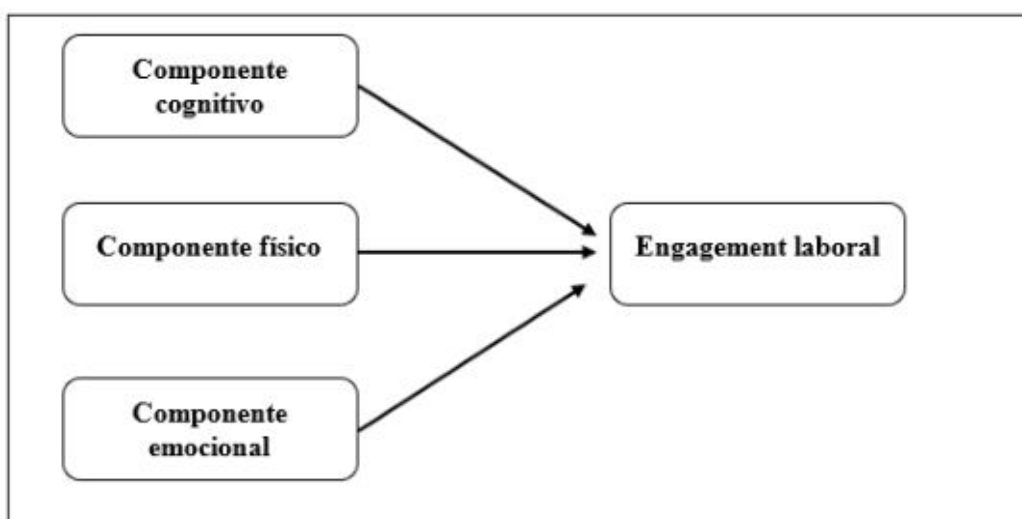 Componente
cognitivo
Componente físico
Engagement laboral
Componente
emocional